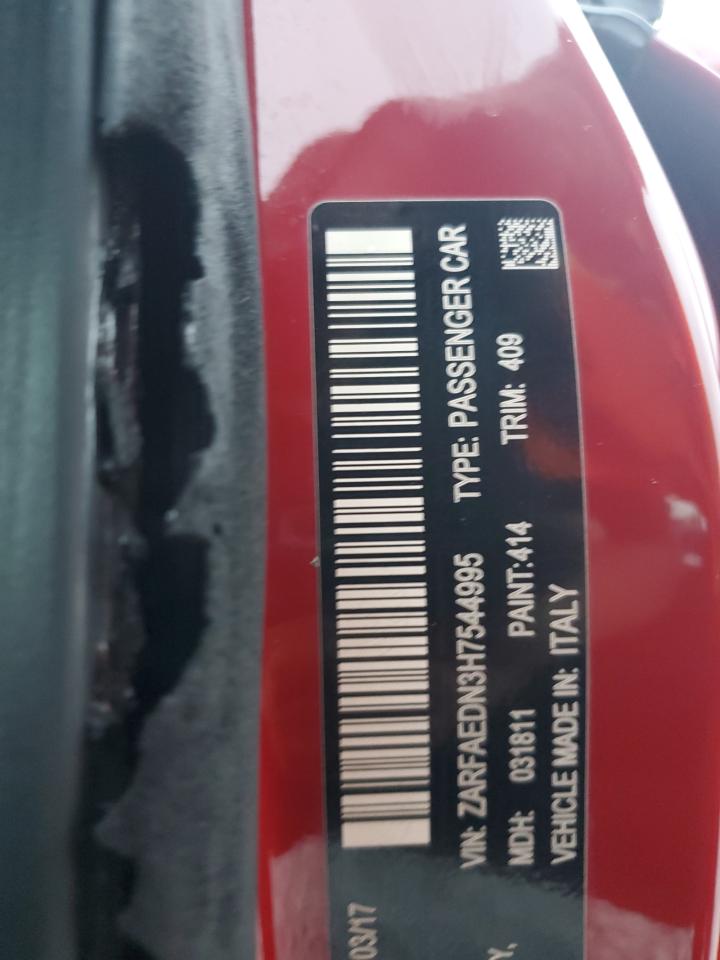 03/17
VIN: ZARFAEDN3H7544995 TYPE: PASSENGER CAR
MDH: 031811 PAINT:414 TRIM: 409
Y. VEHICLE MADE IN: ITALY